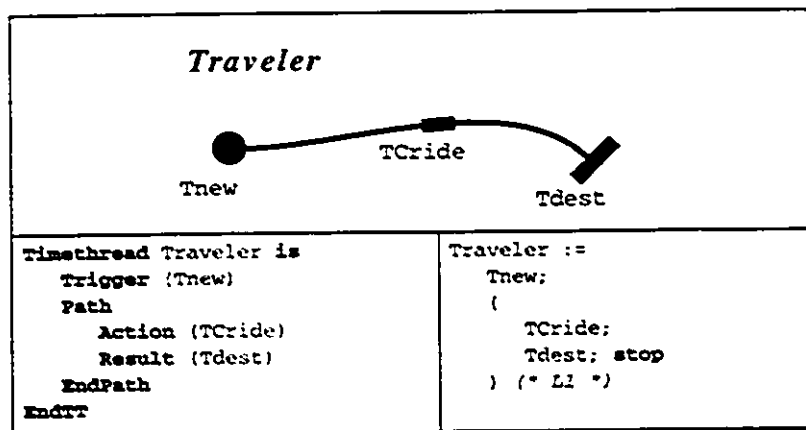 Traveler
TCride
Tnew
Tdest
Timethread Traveler is
Trigger (Tnew)
Path
Action (TCride)
Result (Tdest)
EndPath
EndTT
Traveler :=
Tnew;
(
TCride;
Tdest; stop
) (* L1 *)